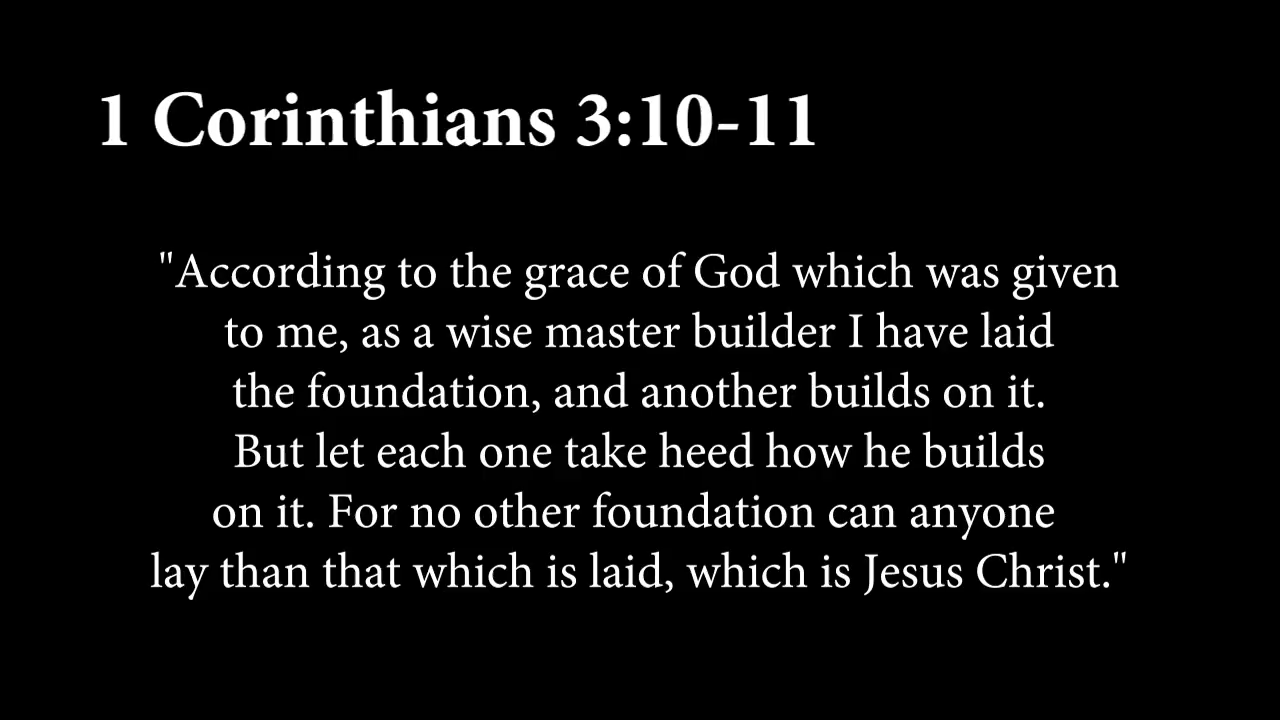 1 Corinthians 3:10-11
"According to the grace of God which was given
to me, as a wise master builder I have laid
the foundation, and another builds on it.
But let each one take heed how he builds
on it. For no other foundation can anyone
lay than that which is laid, which is Jesus Christ."